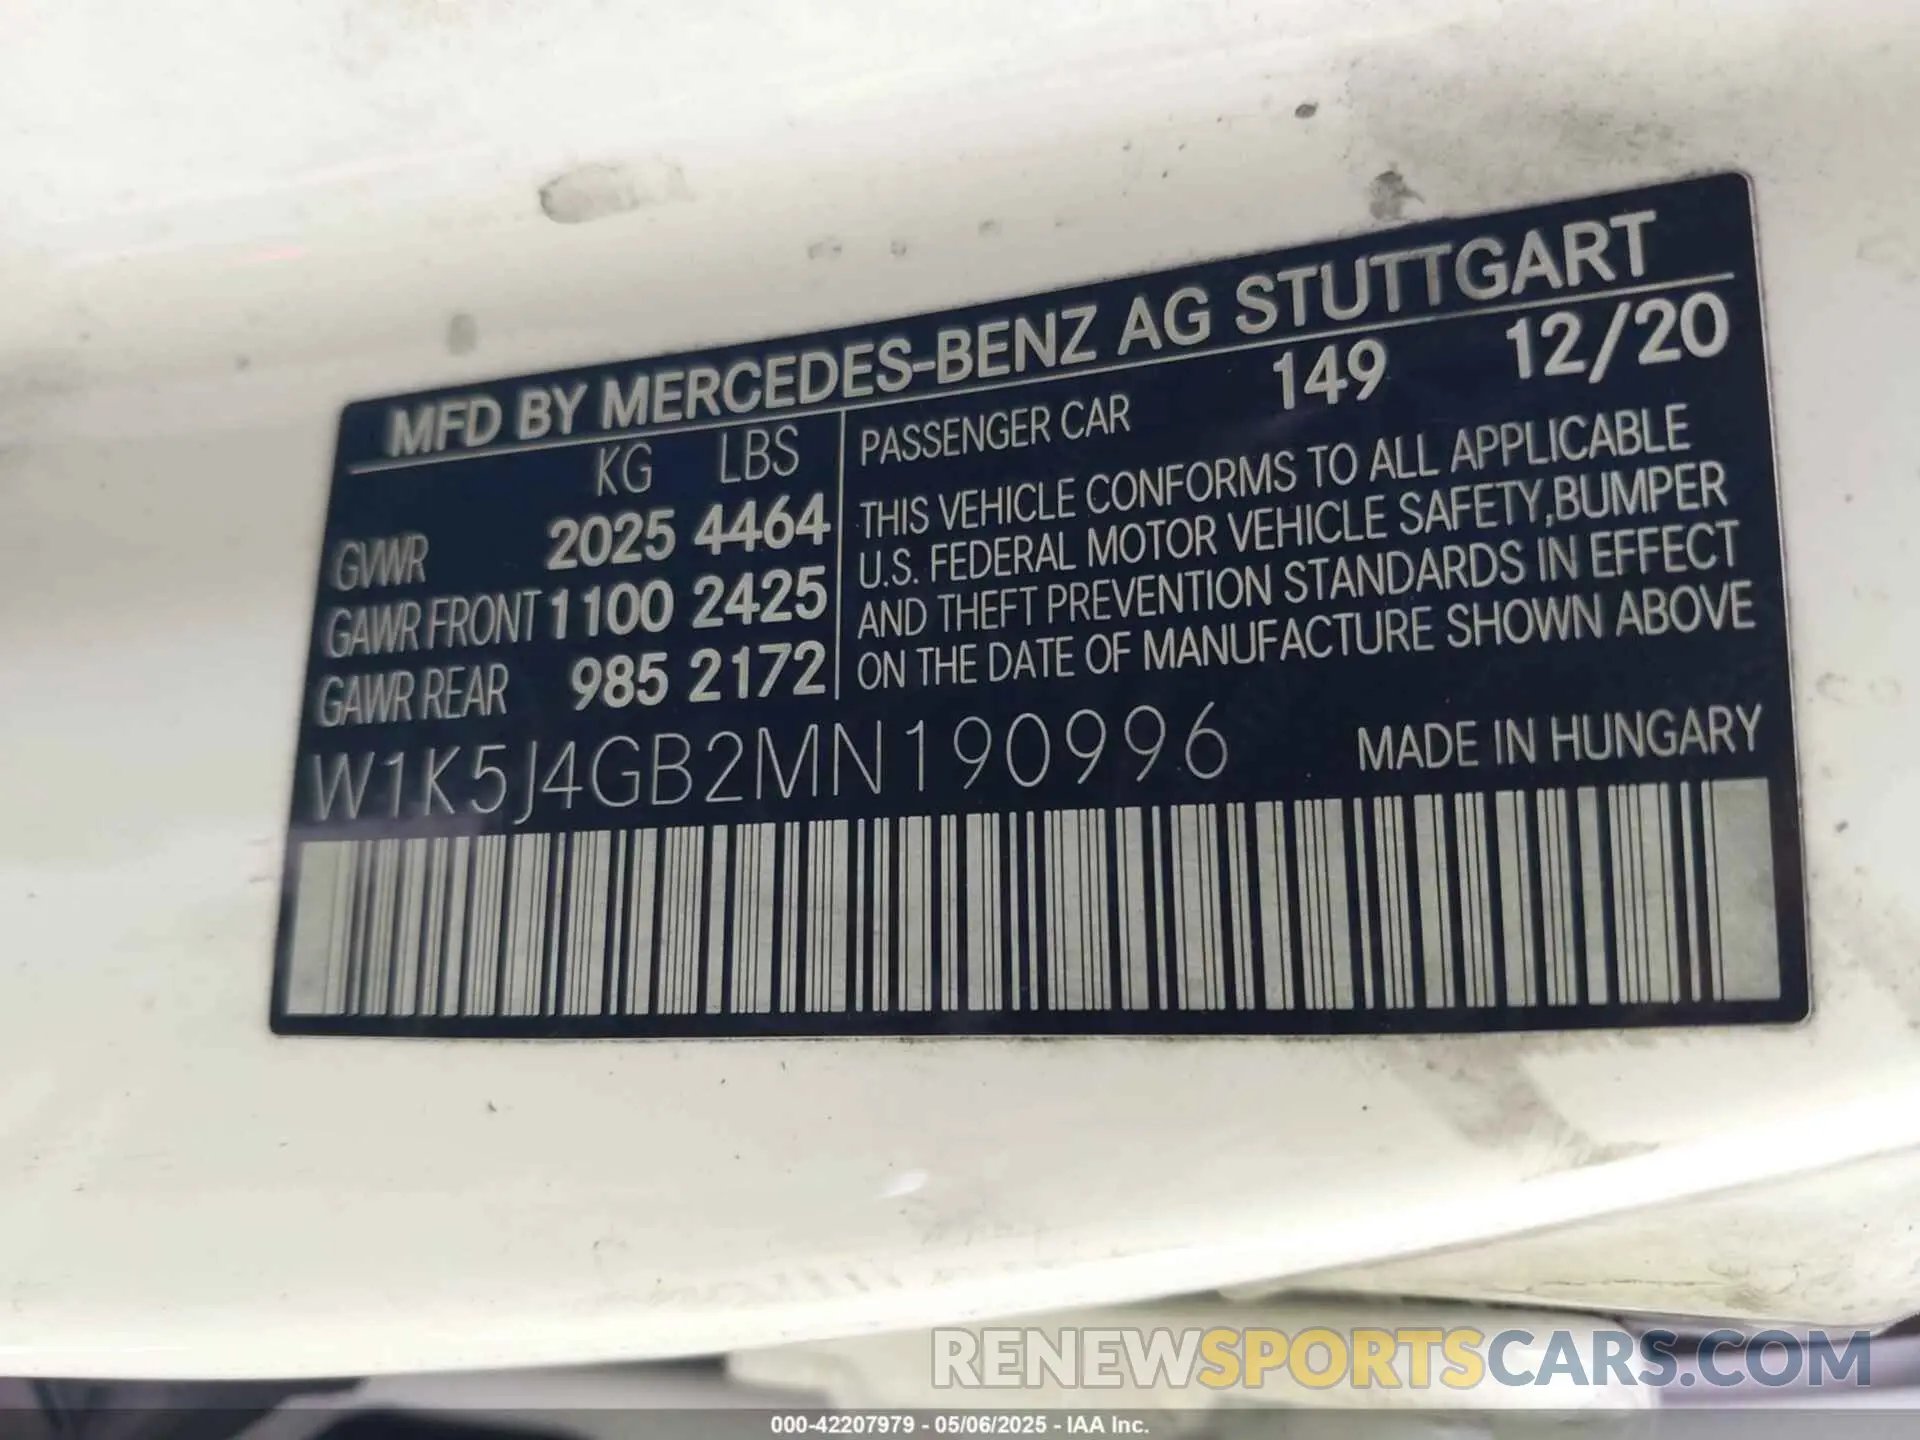 MFD BY MERCEDES-BENZ AG STUTTGART
KG LBS
GVWR 2025 4464
GAWR FRONT 1100 2425
GAWR REAR 985 2172
PASSENGER CAR 149 12/20
THIS VEHICLE CONFORMS TO ALL APPLICABLE
U.S. FEDERAL MOTOR VEHICLE SAFETY,BUMPER
AND THEFT PREVENTION STANDARDS IN EFFECT
ON THE DATE OF MANUFACTURE SHOWN ABOVE
W1K5J4GB2MN190996 MADE IN HUNGARY
RENEWSPORTSCARS.COM
000-42207979 - 05/06/2025 - IAA Inc.